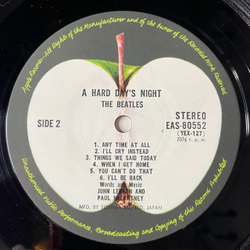 Apple Records · All Rights of the Manufacturer and of the Owner of the Recorded Work Reserved
A HARD DAY'S NIGHT
THE BEATLES
SIDE 2
STEREO
EAS-80552
(YEX-127)
33⅓ r. p. m.
1. ANY TIME AT ALL
2. I'LL CRY INSTEAD
3. THINGS WE SAID TODAY
4. WHEN I GET HOME
5. YOU CAN'T DO THAT
6. I'LL BE BACK
Words and Music
JOHN LENNON AND
PAUL McCARTNEY
JAPAN
Unauthorised Public Performance, Broadcasting and Copying of this Record Prohibited